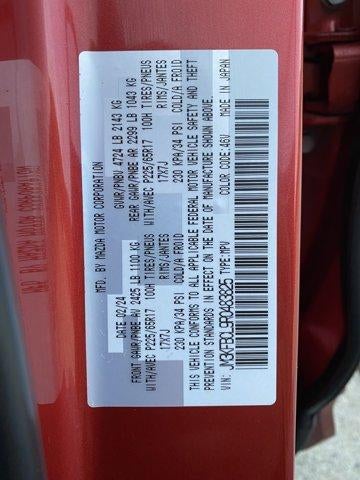 MFD. BY MAZDA MOTOR CORPORATION
DATE: 02/24 GVWR/PNBV 4724 LB 2143 KG
FRONT GAWR/PNBE AV 2425 LB 1100 KG REAR GAWR/PNBE AR 2299 LB 1043 KG
WITH/AVEC P225/65R17 100H TIRES/PNEUS WITH/AVEC P225/65R17 100H TIRES/PNEUS
17X7J RIMS/JANTES 17X7J RIMS/JANTES
230 KPA/34 PSI COLD/A FROID 230 KPA/34 PSI COLD/A FROID
THIS VEHICLE CONFORMS TO ALL APPLICABLE FEDERAL MOTOR VEHICLE SAFETY AND THEFT
PREVENTION STANDARDS IN EFFECT ON THE DATE OF MANUFACTURE SHOWN ABOVE.
VIN: TYPE:MPV COLOR CODE:46V MADE IN JAPAN